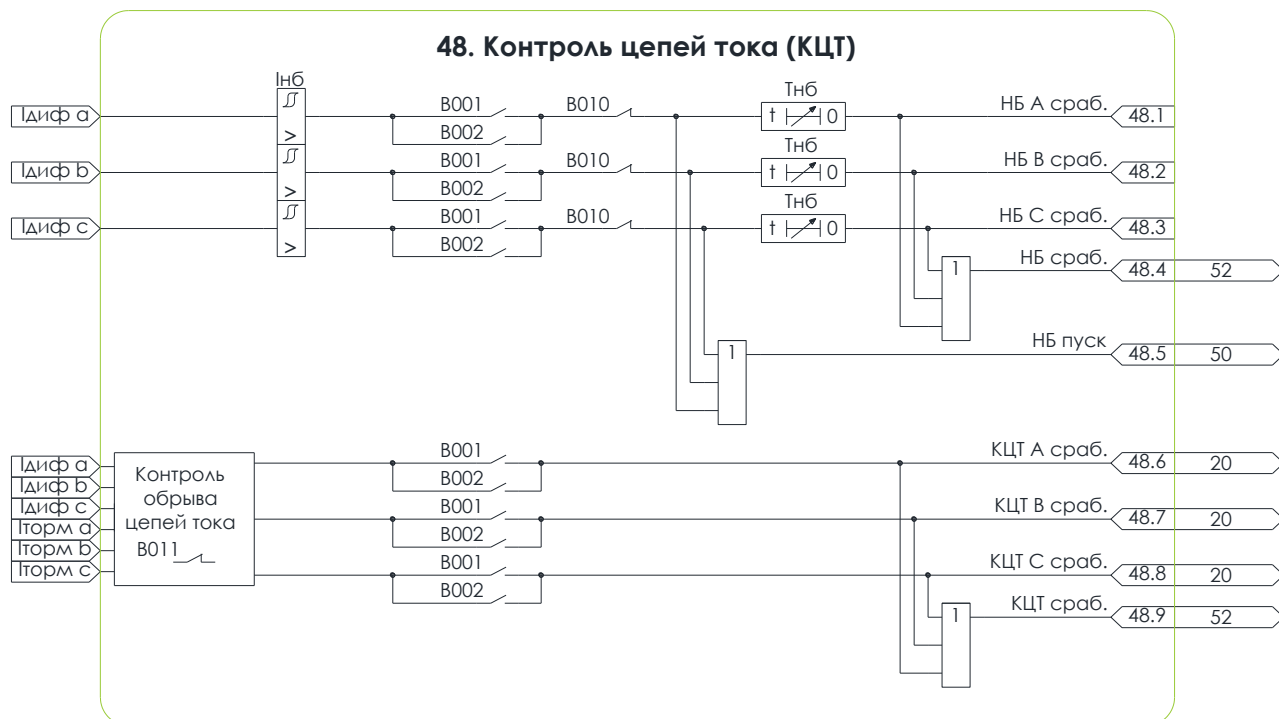 48. Контроль цепей тока (КЦТ)
Iнб
Tнб
Iдиф a
>
B001
B002
B010
t 0
НБ А сраб.
48.1
Tнб
Iдиф b
>
B001
B002
B010
t 0
НБ В сраб.
48.2
Tнб
Iдиф c
>
B001
B002
B010
t 0
НБ С сраб.
48.3
1
НБ сраб.
48.4 52
1
НБ пуск
48.5 50
Iдиф a
Iдиф b
Iдиф c
Iторм a
Iторм b
Iторм c
Контроль
обрыва
цепей тока
B011
B001
B002
КЦТ А сраб.
48.6 20
B001
B002
КЦТ В сраб.
48.7 20
B001
B002
КЦТ С сраб.
48.8 20
1
КЦТ сраб.
48.9 52